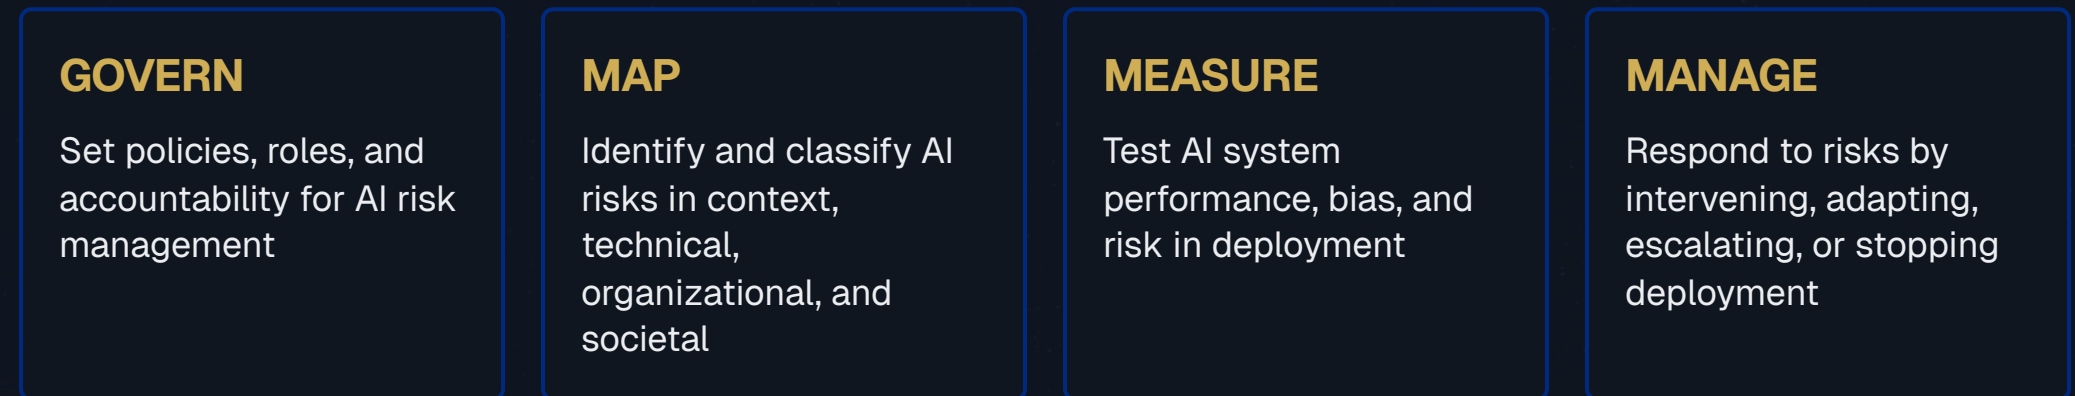 GOVERN
Set policies, roles, and
accountability for AI risk
management
MAP
Identify and classify AI
risks in context,
technical,
organizational, and
societal
MEASURE
Test AI system
performance, bias, and
risk in deployment
MANAGE
Respond to risks by
intervening, adapting,
escalating, or stopping
deployment